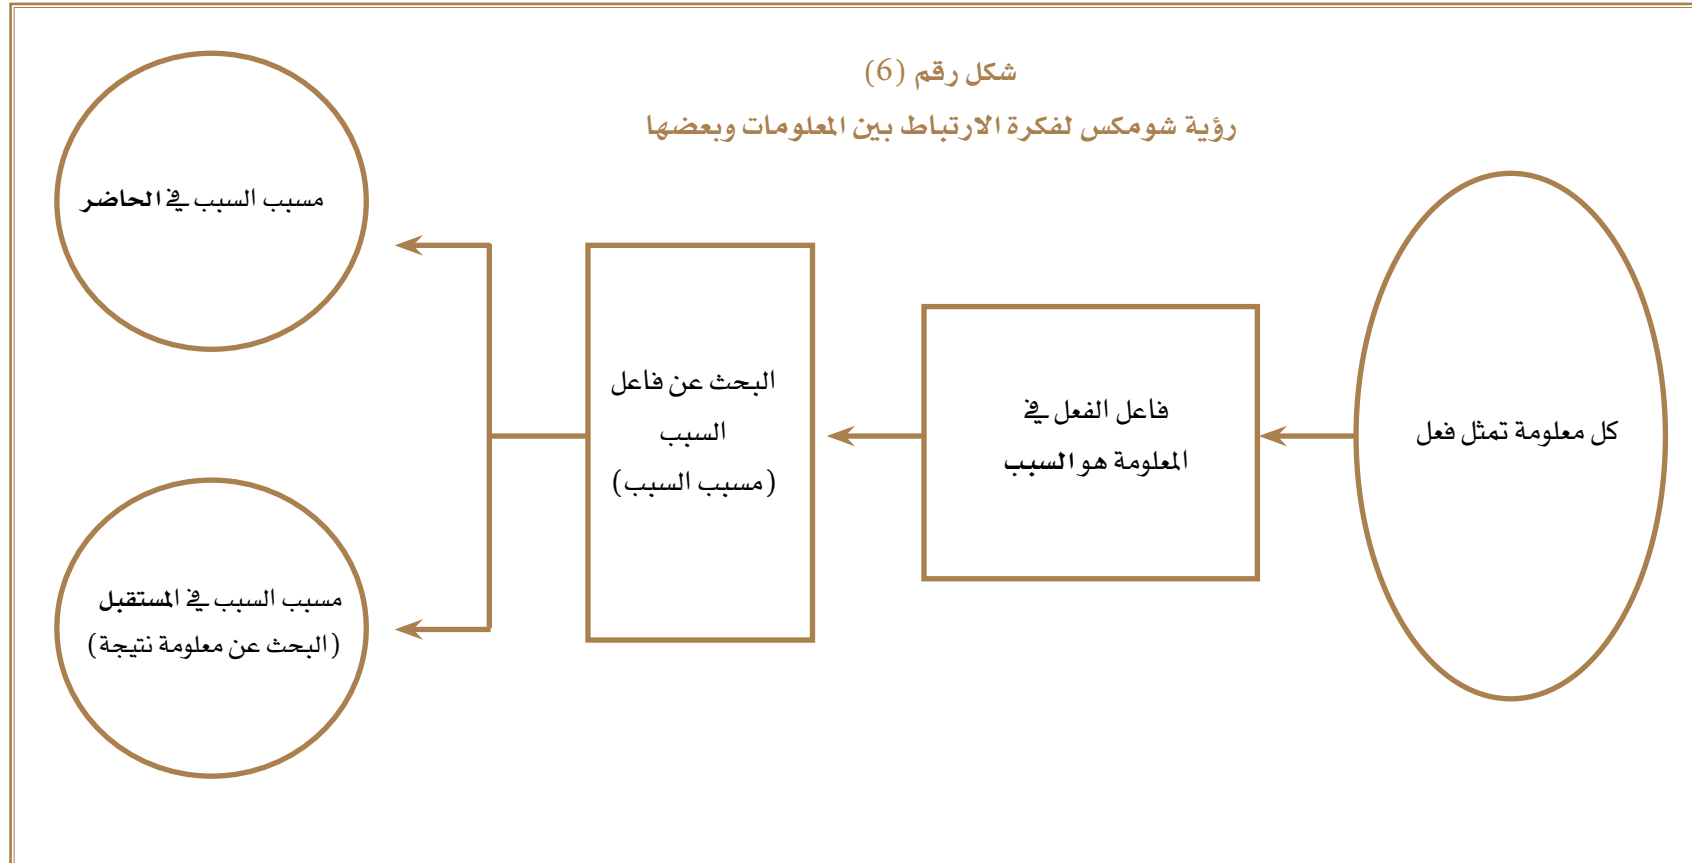 شكل رقم (6)
رؤية شومكس لفكرة الارتباط بين المعلومات وبعضها
كل معلومة تمثل فعل
فاعل الفعل في
المعلومة هو السبب
البحث عن فاعل
السبب
(مسبب السبب)
مسبب السبب في الحاضر
مسبب السبب في المستقبل
(البحث عن معلومة نتيجة)